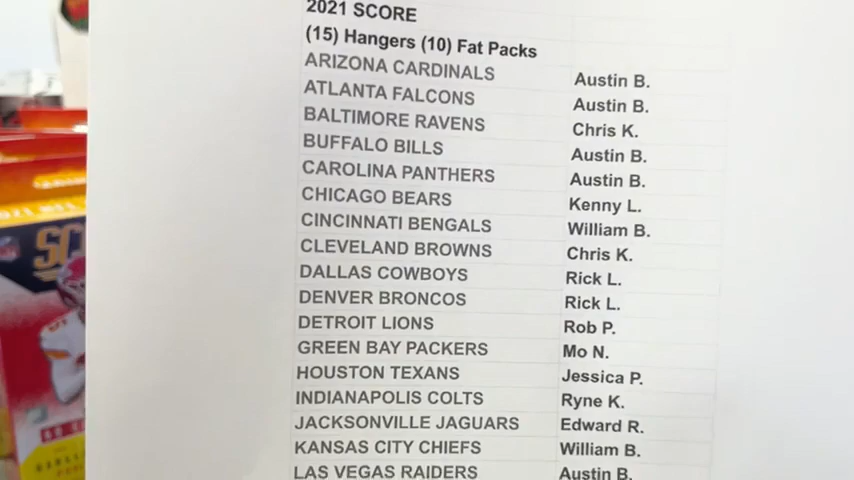 2021 SCORE
(15) Hangers (10) Fat Packs
ARIZONA CARDINALS Austin B.
ATLANTA FALCONS Austin B.
BALTIMORE RAVENS Chris K.
BUFFALO BILLS Austin B.
CAROLINA PANTHERS Austin B.
CHICAGO BEARS Kenny L.
CINCINNATI BENGALS William B.
CLEVELAND BROWNS Chris K.
DALLAS COWBOYS Rick L.
DENVER BRONCOS Rick L.
DETROIT LIONS Rob P.
GREEN BAY PACKERS Mo N.
HOUSTON TEXANS Jessica P.
INDIANAPOLIS COLTS Ryne K.
JACKSONVILLE JAGUARS Edward R.
KANSAS CITY CHIEFS William B.
LAS VEGAS RAIDERS Austin B.
SC